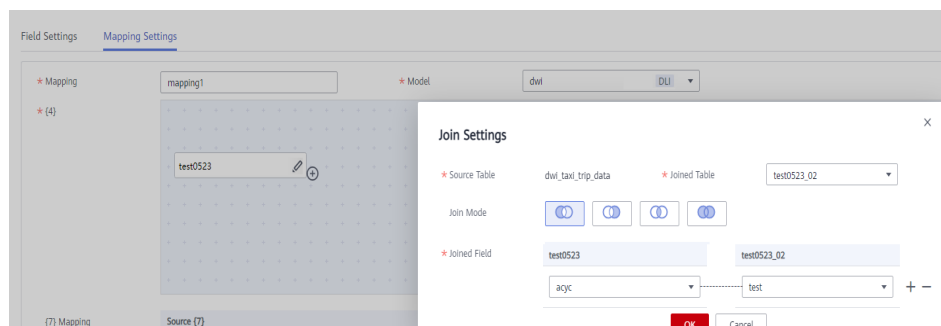 Field Settings Mapping Settings
* Mapping mapping1 * Model dwi DLI
* {4}
test0523
Join Settings X
* Source Table dwi_taxi_trip_data * Joined Table test0523_02
Join Mode
* Joined Field test0523 test0523_02
acyc test + −
OK Cancel
{7} Mapping Source {7}